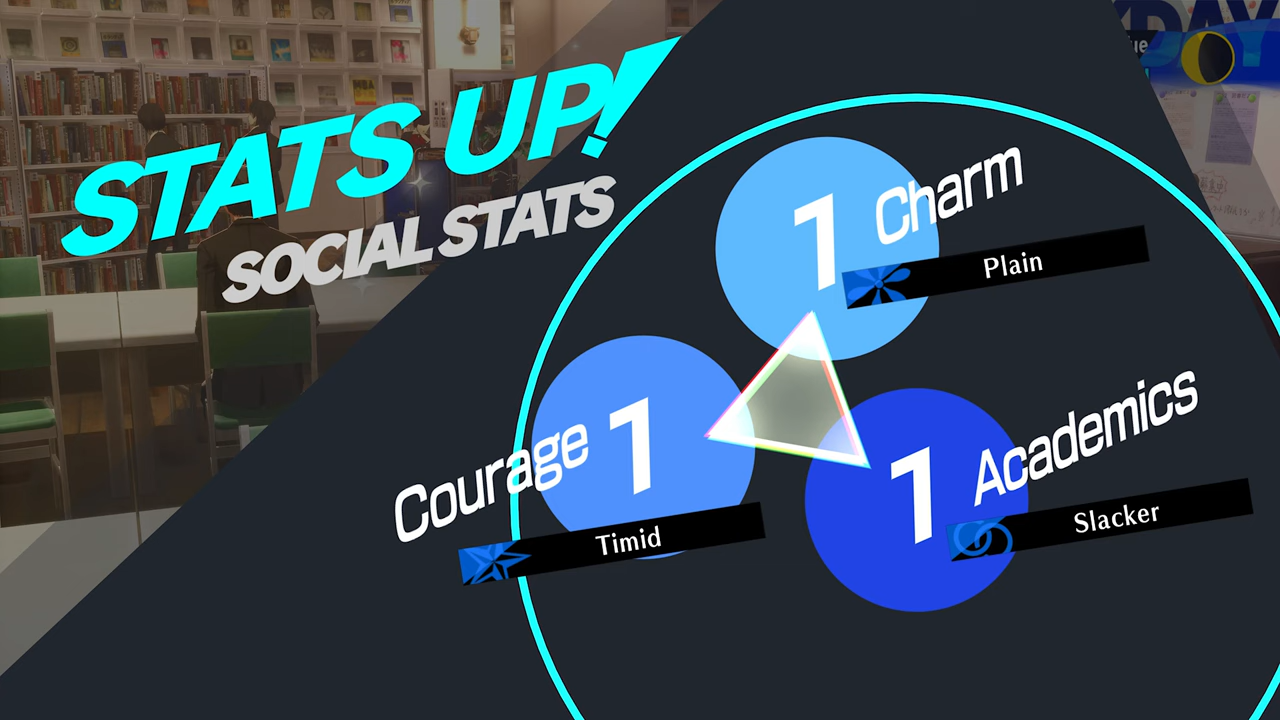 STATS UP!
SOCIAL STATS
1
Charm
Plain
Courage
1
Timid
1
Academics
Slacker